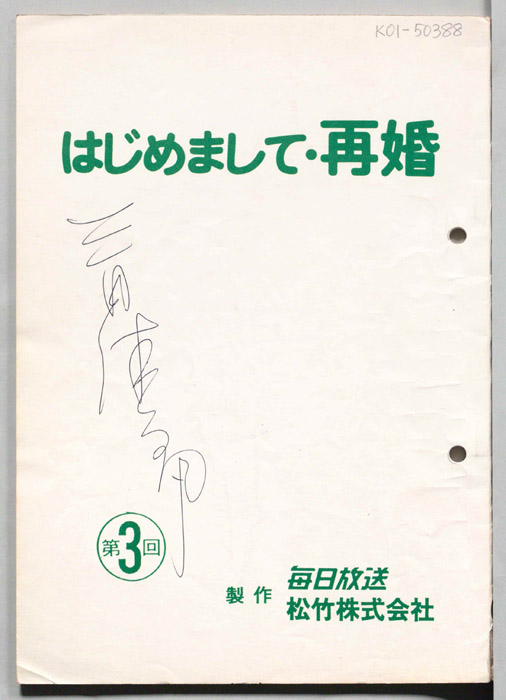 K01-50388
はじめまして・再婚
第3回
製作
毎日放送
松竹株式会社